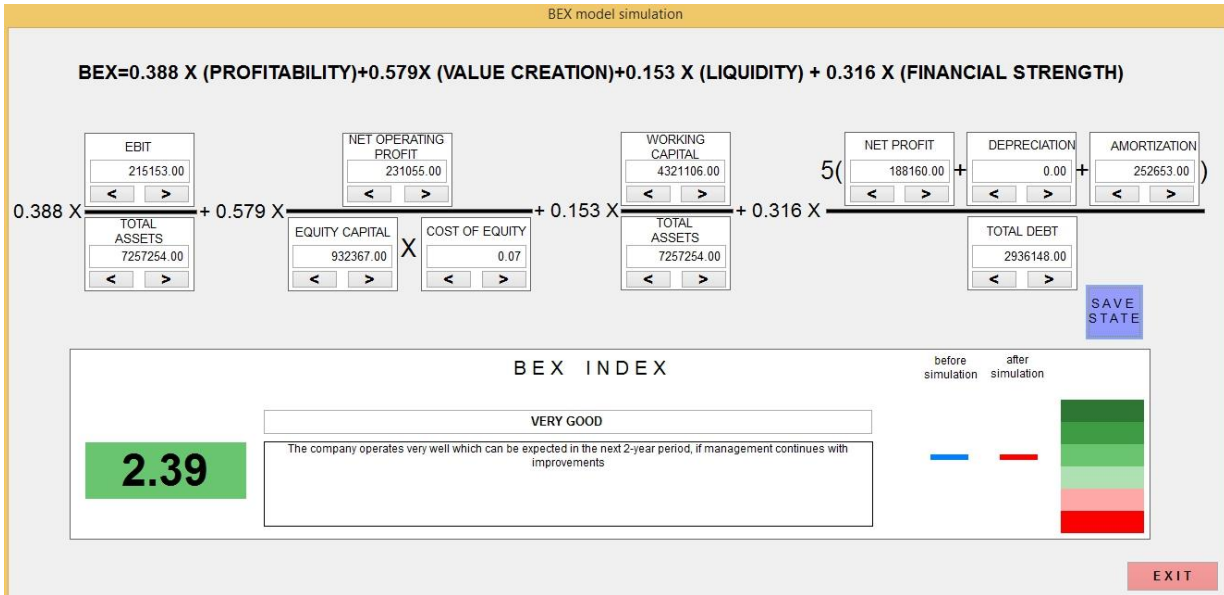 BEX model simulation
BEX=0.388 X (PROFITABILITY)+0.579X (VALUE CREATION)+0.153 X (LIQUIDITY) + 0.316 X (FINANCIAL STRENGTH)
0.388 X
EBIT
215153.00
< >
TOTAL
ASSETS
7257254.00
< >
+ 0.579 X
NET OPERATING
PROFIT
231055.00
< >
EQUITY CAPITAL
932367.00
< >
X
COST OF EQUITY
0.07
< >
+ 0.153 X
WORKING
CAPITAL
4321106.00
< >
TOTAL
ASSETS
7257254.00
< >
+ 0.316 X
5(
NET PROFIT
188160.00
< >
+
DEPRECIATION
0.00
< >
+
AMORTIZATION
252653.00
< >
)
TOTAL DEBT
2936148.00
< >
SAVE
STATE
BEX INDEX
before
simulation
after
simulation
VERY GOOD
2.39
The company operates very well which can be expected in the next 2-year period, if management continues with
improvements
EXIT